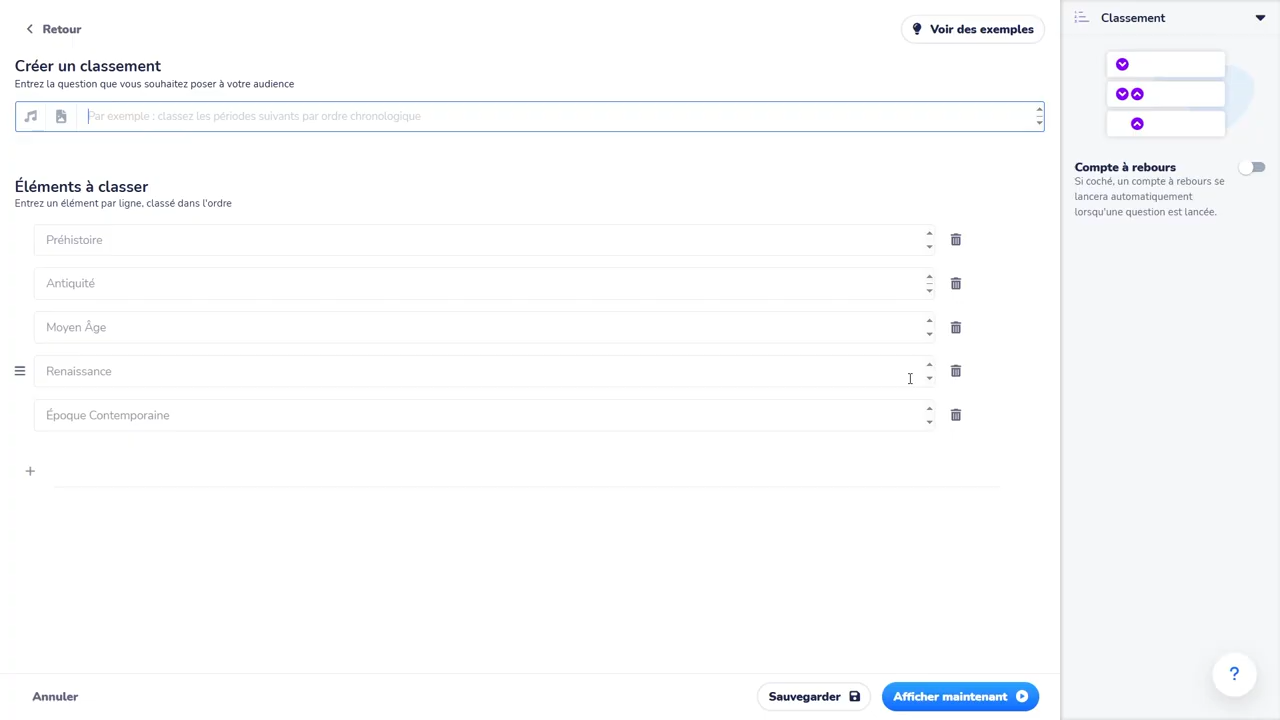 Retour
Voir des exemples
Classement
Créer un classement
Entrez la question que vous souhaitez poser à votre audience
Par exemple : classez les périodes suivants par ordre chronologique
Compte à rebours
Si coché, un compte à rebours se
lancera automatiquement
lorsqu'une question est lancée.
Éléments à classer
Entrez un élément par ligne, classé dans l'ordre
Préhistoire
Antiquité
Moyen Âge
Renaissance
Époque Contemporaine
+
?
Annuler
Sauvegarder
Afficher maintenant